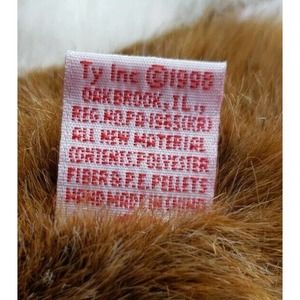 Ty Inc ©1998
OAKBROOK, IL.,
REG.NO.PA-1965(KR)
ALL NEW MATERIAL
CONTENTS: POLYESTER
FIBER & P.E. PELLETS
HAND MADE IN CHINA